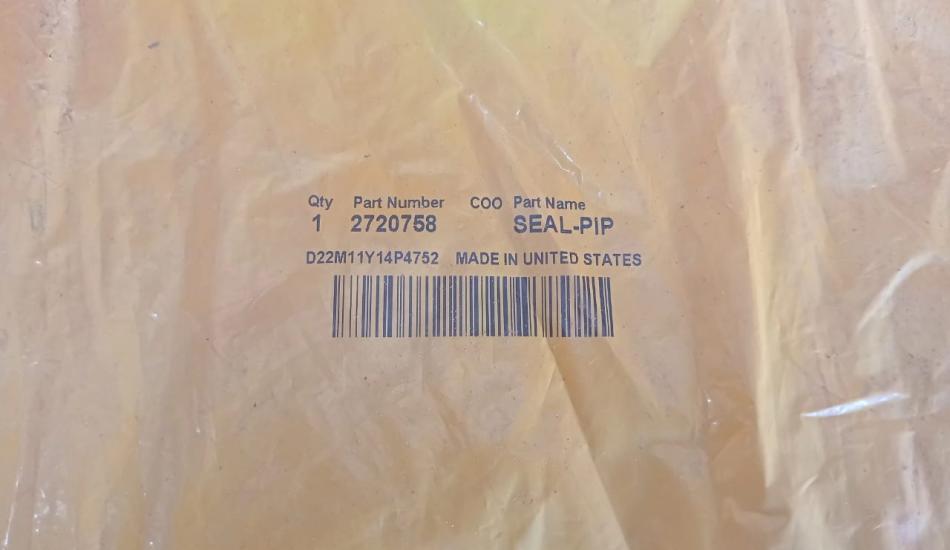 Qty Part Number COO Part Name
1 2720758 SEAL-PIP
D22M11Y14P4752 MADE IN UNITED STATES